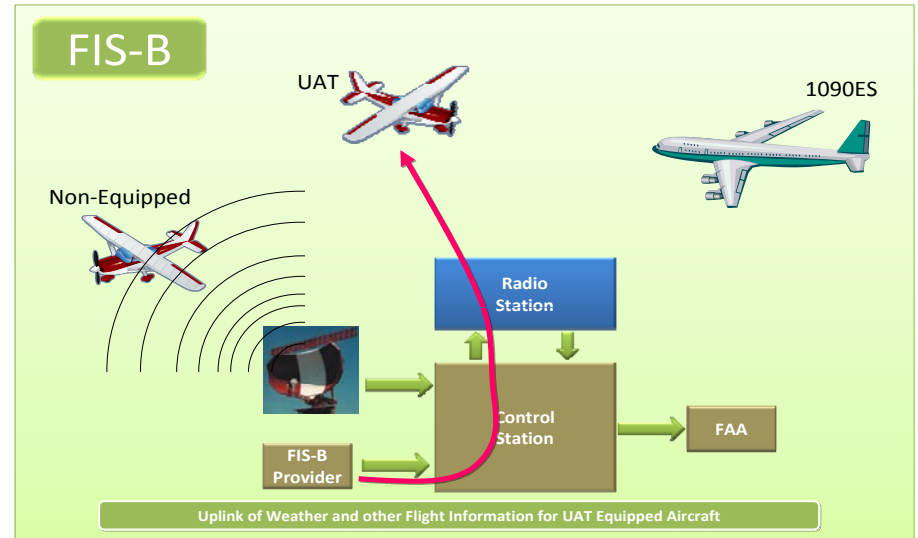 FIS-B
UAT
1090ES
Non-Equipped
Radio
Station
Control
Station
FAA
FIS-B
Provider
Uplink of Weather and other Flight Information for UAT Equipped Aircraft